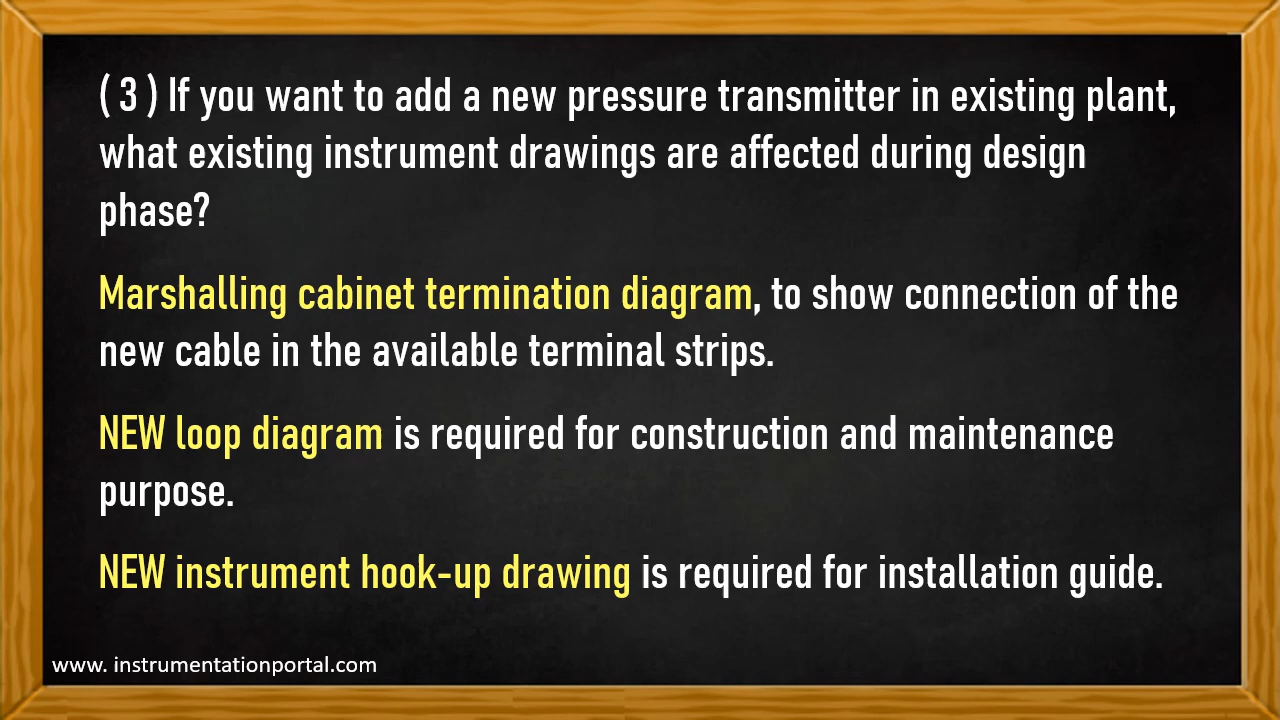 ( 3 ) If you want to add a new pressure transmitter in existing plant,
what existing instrument drawings are affected during design
phase?
Marshalling cabinet termination diagram, to show connection of the
new cable in the available terminal strips.
NEW loop diagram is required for construction and maintenance
purpose.
NEW instrument hook-up drawing is required for installation guide.
www. instrumentationportal.com